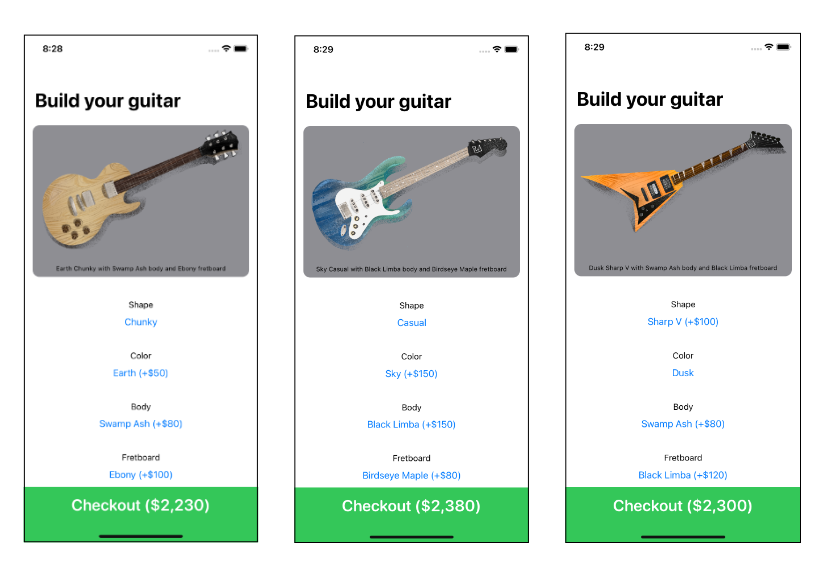 8:28
Build your guitar
Earth Chunky with Swamp Ash body and Ebony fretboard
Shape
Chunky
Color
Earth (+$50)
Body
Swamp Ash (+$80)
Fretboard
Ebony (+$100)
Checkout ($2,230)
8:29
Build your guitar
Sky Casual with Black Limba body and Birdseye Maple fretboard
Shape
Casual
Color
Sky (+$150)
Body
Black Limba (+$150)
Fretboard
Birdseye Maple (+$80)
Checkout ($2,380)
8:29
Build your guitar
Dusk Sharp V with Swamp Ash body and Black Limba fretboard
Shape
Sharp V (+$100)
Color
Dusk
Body
Swamp Ash (+$80)
Fretboard
Black Limba (+$120)
Checkout ($2,300)